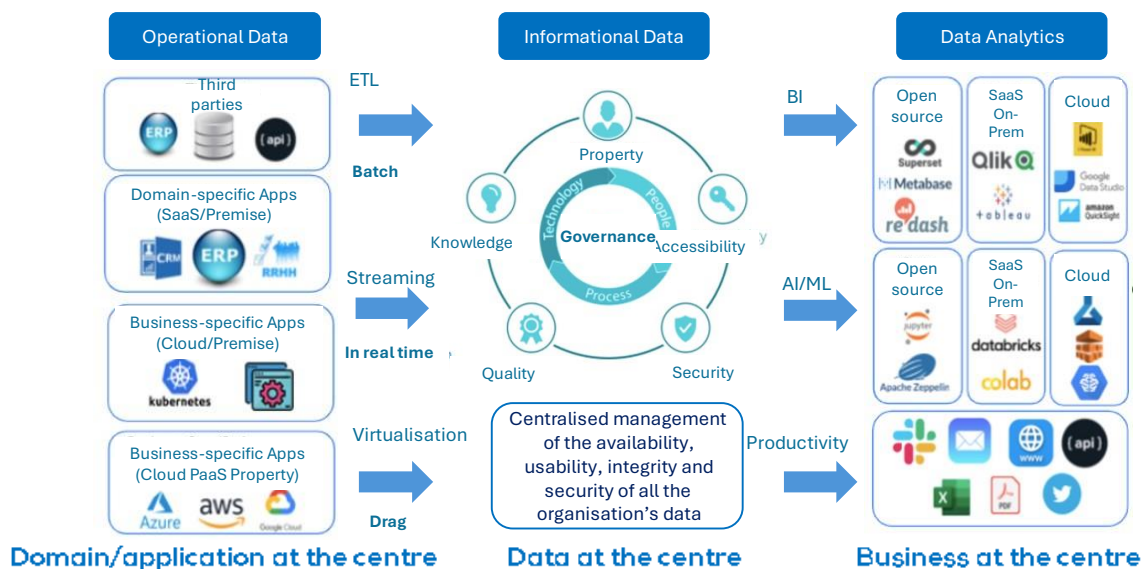 Operational Data
Informational Data
Data Analytics
Third
parties
ERP
{api}
Domain-specific Apps
(SaaS/Premise)
CRM
ERP
RRHH
Business-specific Apps
(Cloud/Premise)
kubernetes
Business-specific Apps
(Cloud PaaS Property)
Azure
aws
Google Cloud
ETL
Batch
Streaming
In real time
Virtualisation
Drag
Property
Knowledge
Technology
People
Governance
Accessibility
Process
Quality
Security
Centralised management
of the availability,
usability, integrity and
security of all the
organisation's data
BI
AI/ML
Productivity
Open
source
Superset
Metabase
redash
SaaS
On-
Prem
Qlik
+ableau
Cloud
Google
Data Studio
amazon
QuickSight
Open
source
jupyter
Apache Zeppelin
SaaS
On-
Prem
databricks
colab
Cloud
www
{api}
PDF
Domain/application at the centre
Data at the centre
Business at the centre